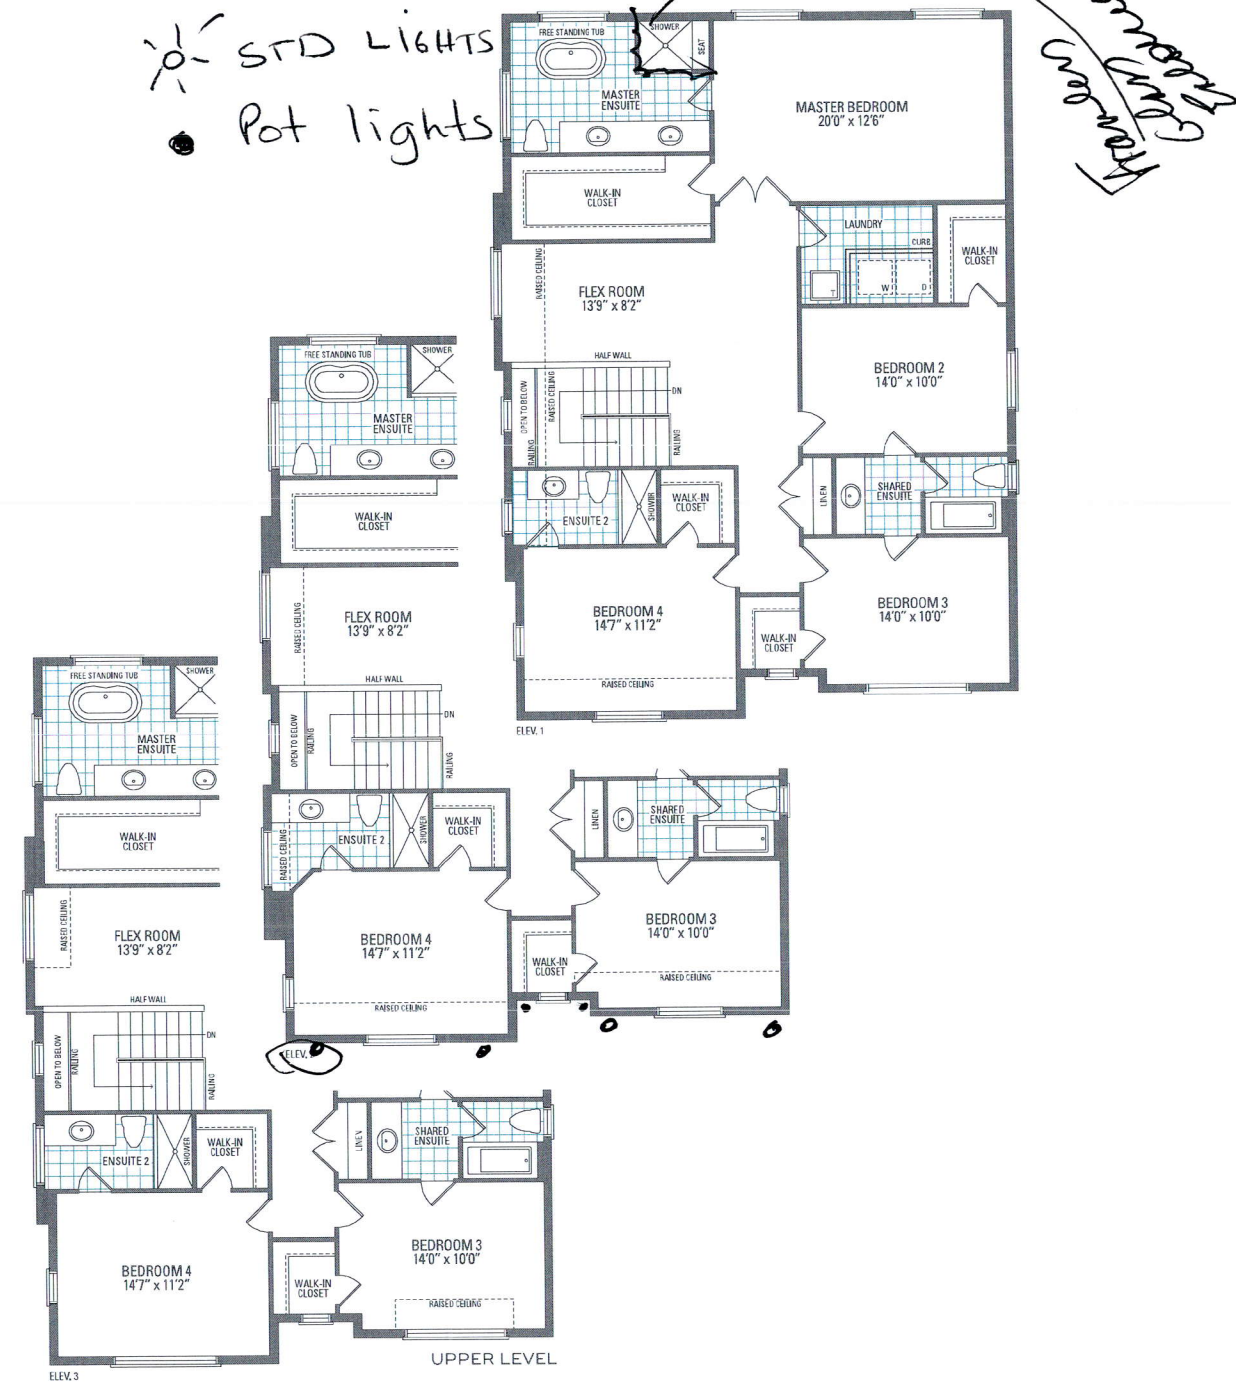 STD LIGHTS
Pot lights
FREE STANDING TUB
SHOWER
SEAT
MASTER
ENSUITE
MASTER BEDROOM
20'0" x 12'6"
WALK-IN
CLOSET
LAUNDRY
CURB
W
D
T
WALK-IN
CLOSET
RAISED CEILING
FLEX ROOM
13'9" x 8'2"
HALF WALL
OPEN TO BELOW
RAILING
RAISED CEILING
DN
RAILING
BEDROOM 2
14'0" x 10'0"
ENSUITE 2
SHOWER
WALK-IN
CLOSET
LINEN
SHARED
ENSUITE
BEDROOM 4
14'7" x 11'2"
RAISED CEILING
WALK-IN
CLOSET
BEDROOM 3
14'0" x 10'0"
ELEV. 1
FREE STANDING TUB
SHOWER
MASTER
ENSUITE
WALK-IN
CLOSET
RAISED CEILING
FLEX ROOM
13'9" x 8'2"
HALF WALL
OPEN TO BELOW
RAILING
DN
RAILING
RAISED CEILING
ENSUITE 2
SHOWER
WALK-IN
CLOSET
LINEN
SHARED
ENSUITE
BEDROOM 4
14'7" x 11'2"
RAISED CEILING
WALK-IN
CLOSET
BEDROOM 3
14'0" x 10'0"
RAISED CEILING
ELEV.
FREE STANDING TUB
SHOWER
MASTER
ENSUITE
WALK-IN
CLOSET
RAISED CEILING
FLEX ROOM
13'9" x 8'2"
HALF WALL
OPEN TO BELOW
RAILING
DN
RAILING
ENSUITE 2
SHOWER
WALK-IN
CLOSET
LINEN
SHARED
ENSUITE
BEDROOM 4
14'7" x 11'2"
WALK-IN
CLOSET
BEDROOM 3
14'0" x 10'0"
RAISED CEILING
UPPER LEVEL
ELEV. 3